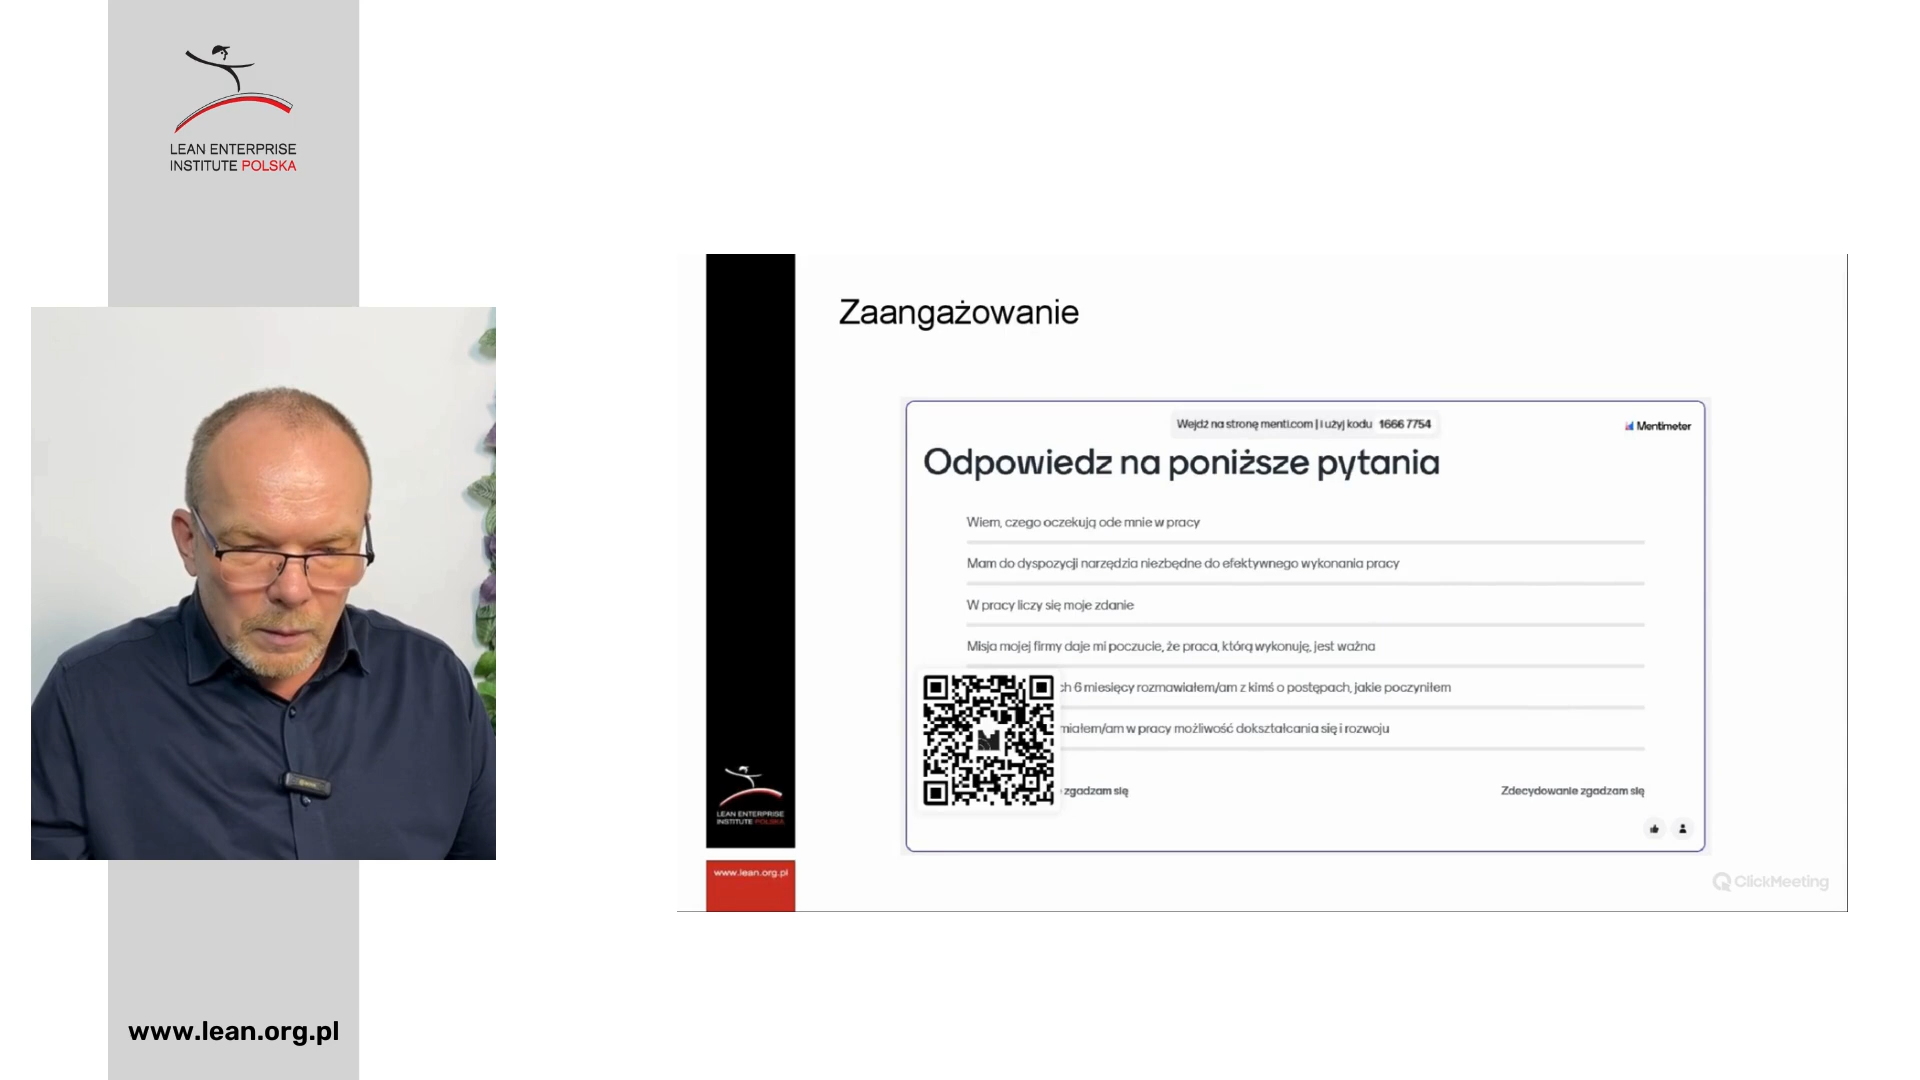 LEAN ENTERPRISE
INSTITUTE POLSKA
www.lean.org.pl
Zaangażowanie
Wejdź na stronę menti.com | i użyj kodu 1666 7754
Mentimeter
Odpowiedz na poniższe pytania
Wiem, czego oczekują ode mnie w pracy
Mam do dyspozycji narzędzia niezbędne do efektywnego wykonania pracy
W pracy liczy się moje zdanie
Misja mojej firmy daje mi poczucie, że praca, którą wykonuję, jest ważna
ch 6 miesięcy rozmawiałem/am z kimś o postępach, jakie poczyniłem
miałem/am w pracy możliwość dokształcania się i rozwoju
zgadzam się
Zdecydowanie zgadzam się
LEAN ENTERPRISE
INSTITUTE POLSKA
www.lean.org.pl
ClickMeeting